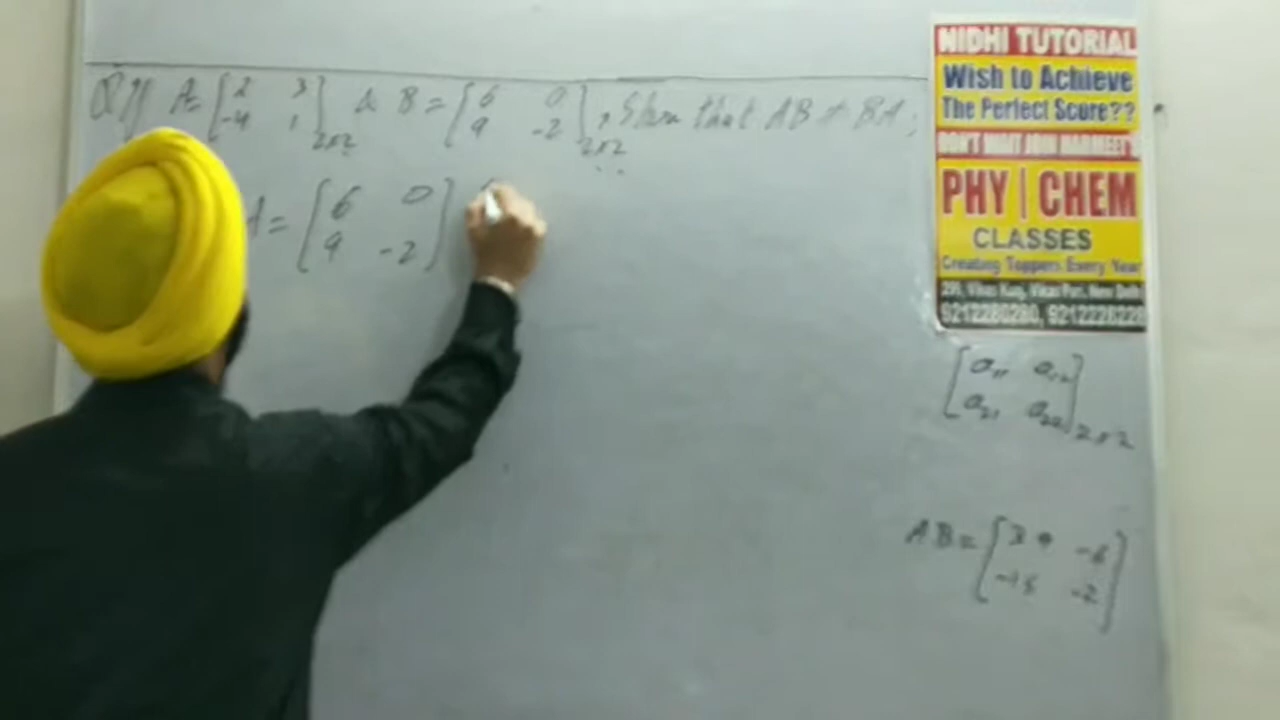 Q If A = [2 3 -4 1] 2x2 & B = [6 0 9 -2] 2x2, Show that AB ≠ BA;
A = [6 0 9 -2] [
NIDHI TUTORIAL
Wish to Achieve
The Perfect Score??
PHY | CHEM
CLASSES
Creating Toppers Every Year
[a11 a12
a21 a22] 2x2
AB = [39 -6
-15 -2]